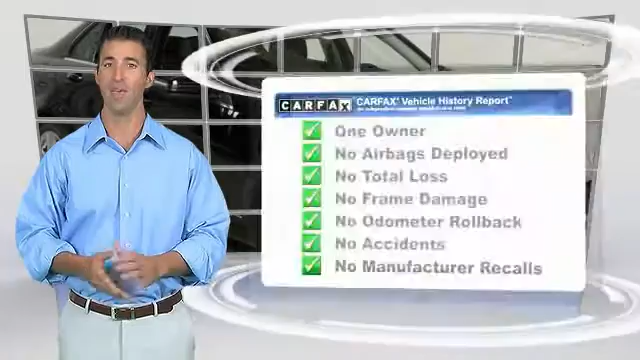 CARFAX CARFAX® Vehicle History Report™
One Owner
No Airbags Deployed
No Total Loss
No Frame Damage
No Odometer Rollback
No Accidents
No Manufacturer Recalls